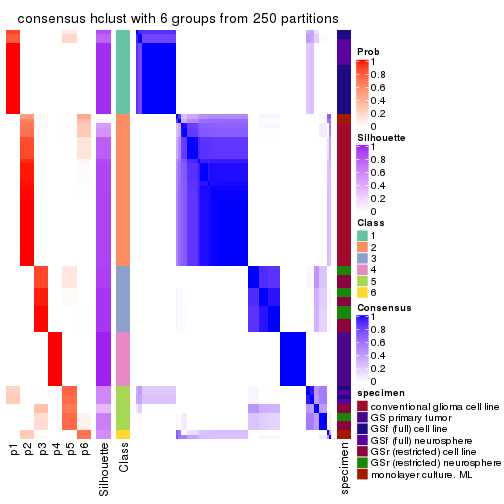 consensus hclust with 6 groups from 250 partitions
Prob
1
0.8
0.6
0.4
0.2
0
Silhouette
1
0.8
0.6
0.4
0.2
0
Class
1
2
3
4
5
6
Consensus
1
0.8
0.6
0.4
0.2
0
specimen
conventional glioma cell line
GS primary tumor
GSf (full) cell line
GSf (full) neurosphere
GSr (restricted) cell line
GSr (restricted) neurosphere
monolayer culture. ML
p1
p2
p3
p4
p5
p6
Silhouette
Class
specimen